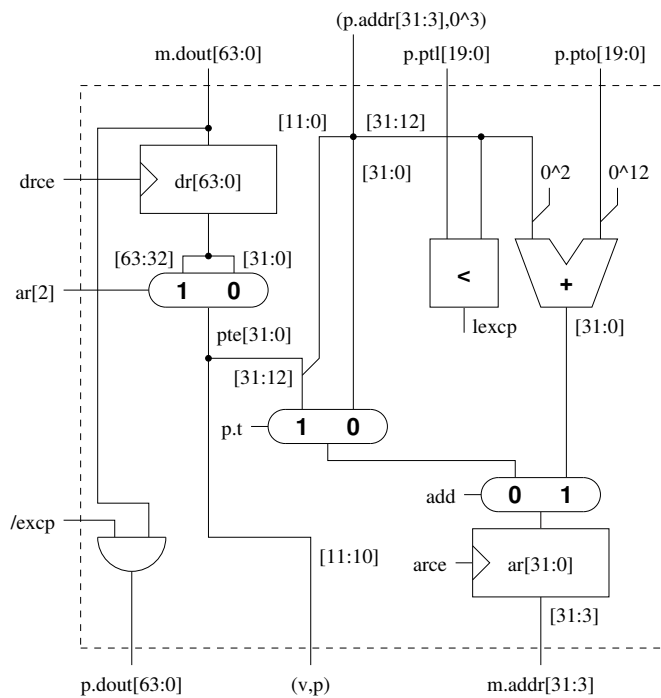 (p.addr[31:3],0^3)
m.dout[63:0]
p.ptl[19:0]
p.pto[19:0]
[11:0]
[31:12]
drce
dr[63:0]
[31:0]
0^2
0^12
[63:32]
[31:0]
ar[2]
1 0
<
+
pte[31:0]
lexcp
[31:0]
[31:12]
p.t
1 0
add
0 1
/excp
[11:10]
arce
ar[31:0]
[31:3]
p.dout[63:0]
(v,p)
m.addr[31:3]